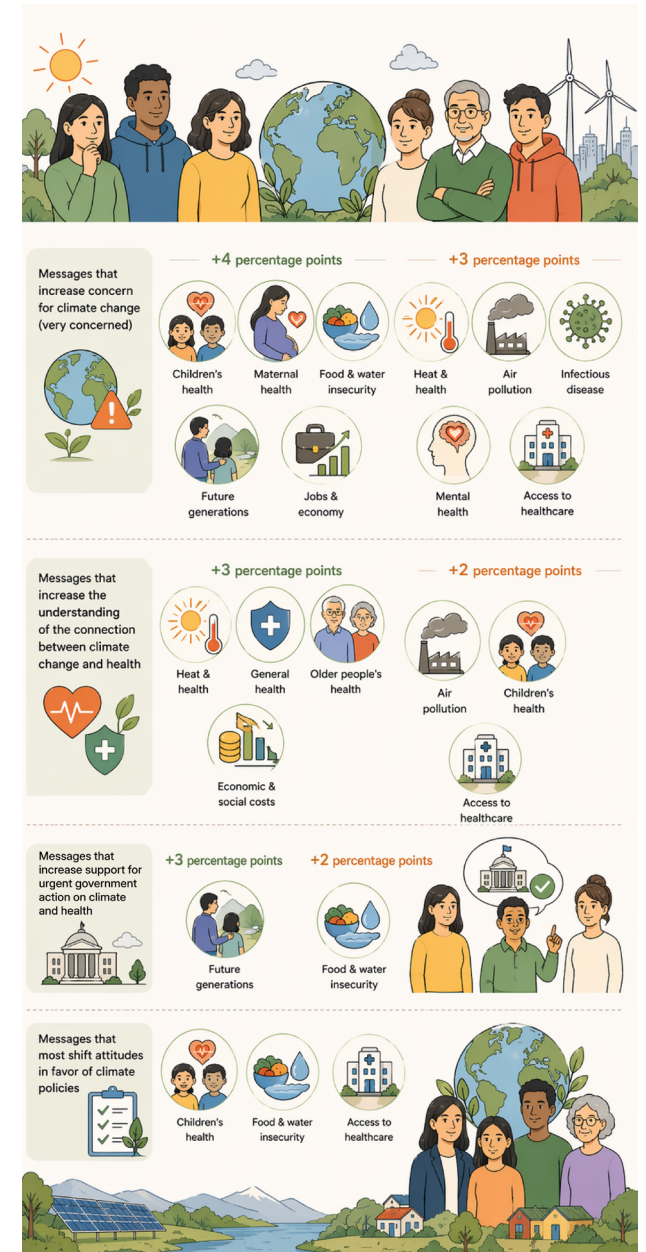 Messages that
increase concern
for climate change
(very concerned)
+4 percentage points
Children's
health
Maternal
health
Food & water
insecurity
Future
generations
Jobs &
economy
+3 percentage points
Heat &
health
Air
pollution
Infectious
disease
Mental
health
Access to
healthcare
Messages that
increase the
understanding
of the connection
between climate
change and health
+3 percentage points
Heat &
health
General
health
Older people's
health
Economic &
social costs
+2 percentage points
Air
pollution
Children's
health
Access to
healthcare
Messages that
increase support for
urgent government
action on climate
and health
+3 percentage points
Future
generations
+2 percentage points
Food & water
insecurity
Messages that
most shift attitudes
in favor of climate
policies
Children's
health
Food & water
insecurity
Access to
healthcare